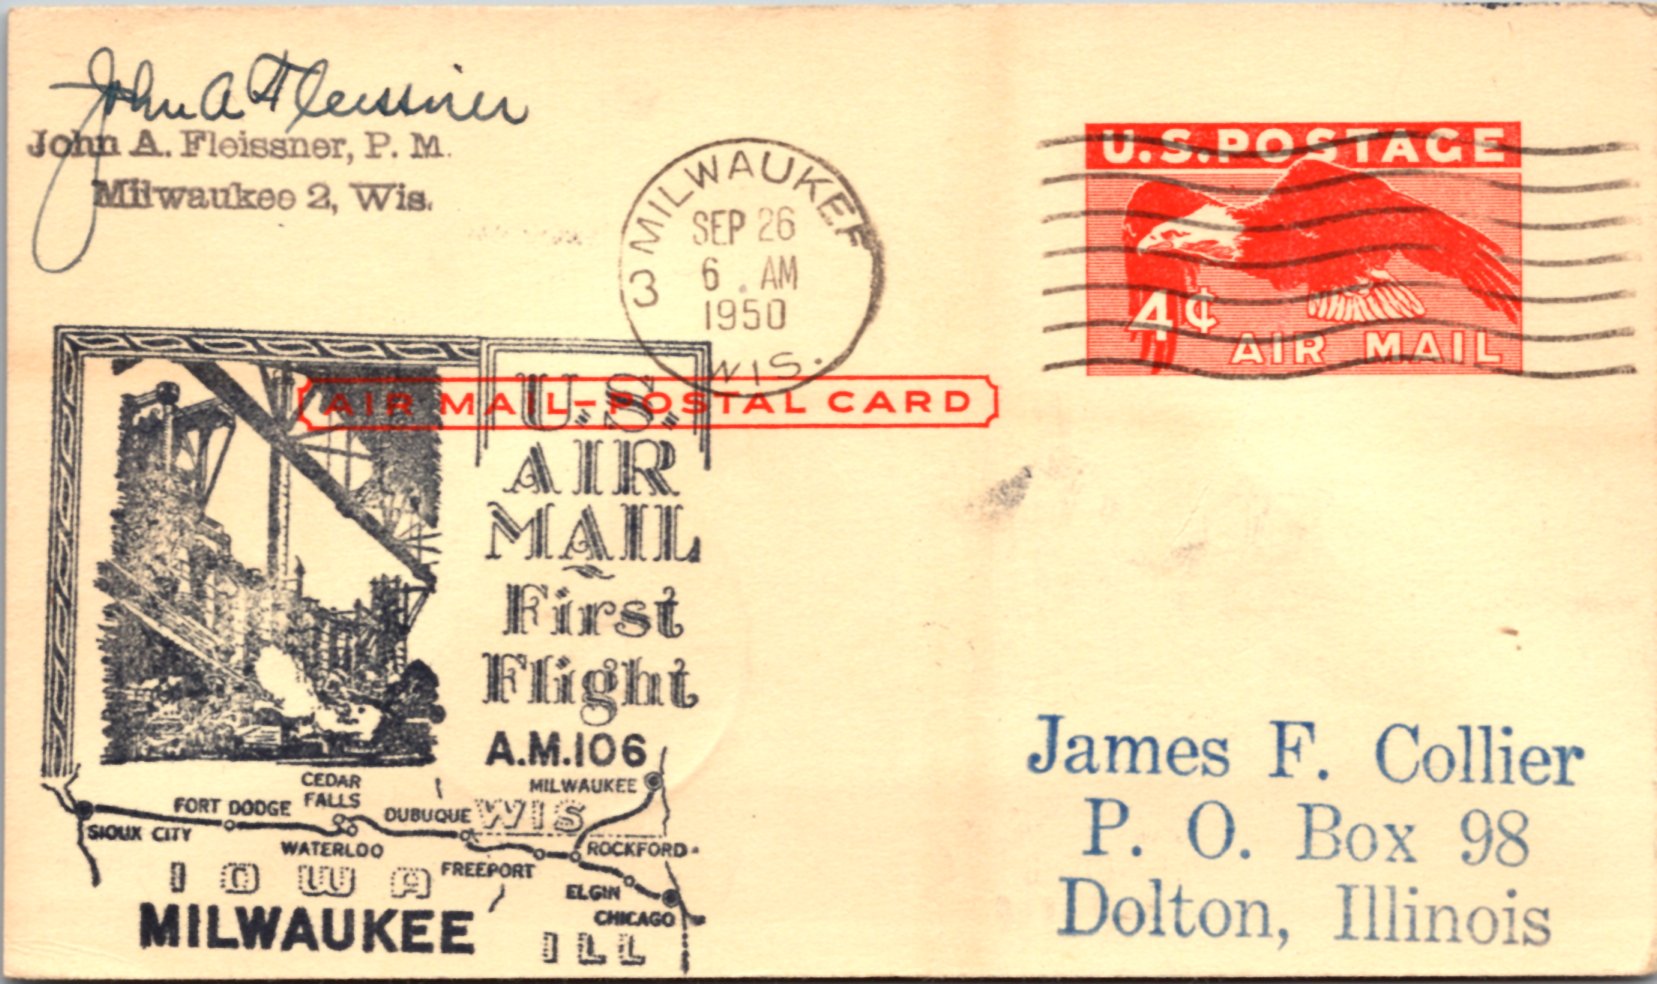 John A Fleissner
John A. Fleissner, P. M.
Milwaukee 2, Wis.
MILWAUKEE 3
SEP 26
6 . AM
1950
WIS.
U.S.POSTAGE
4¢
AIR MAIL
AIR MAIL-POSTAL CARD
U.S.
AIR
MAIL
First
Flight
A.M.106
MILWAUKEE
CEDAR
FALLS
FORT DODGE
DUBUQUE
WIS
SIOUX CITY
WATERLOO
FREEPORT
ROCKFORD
IOWA
ELGIN
CHICAGO
MILWAUKEE
ILL
James F. Collier
P. O. Box 98
Dolton, Illinois